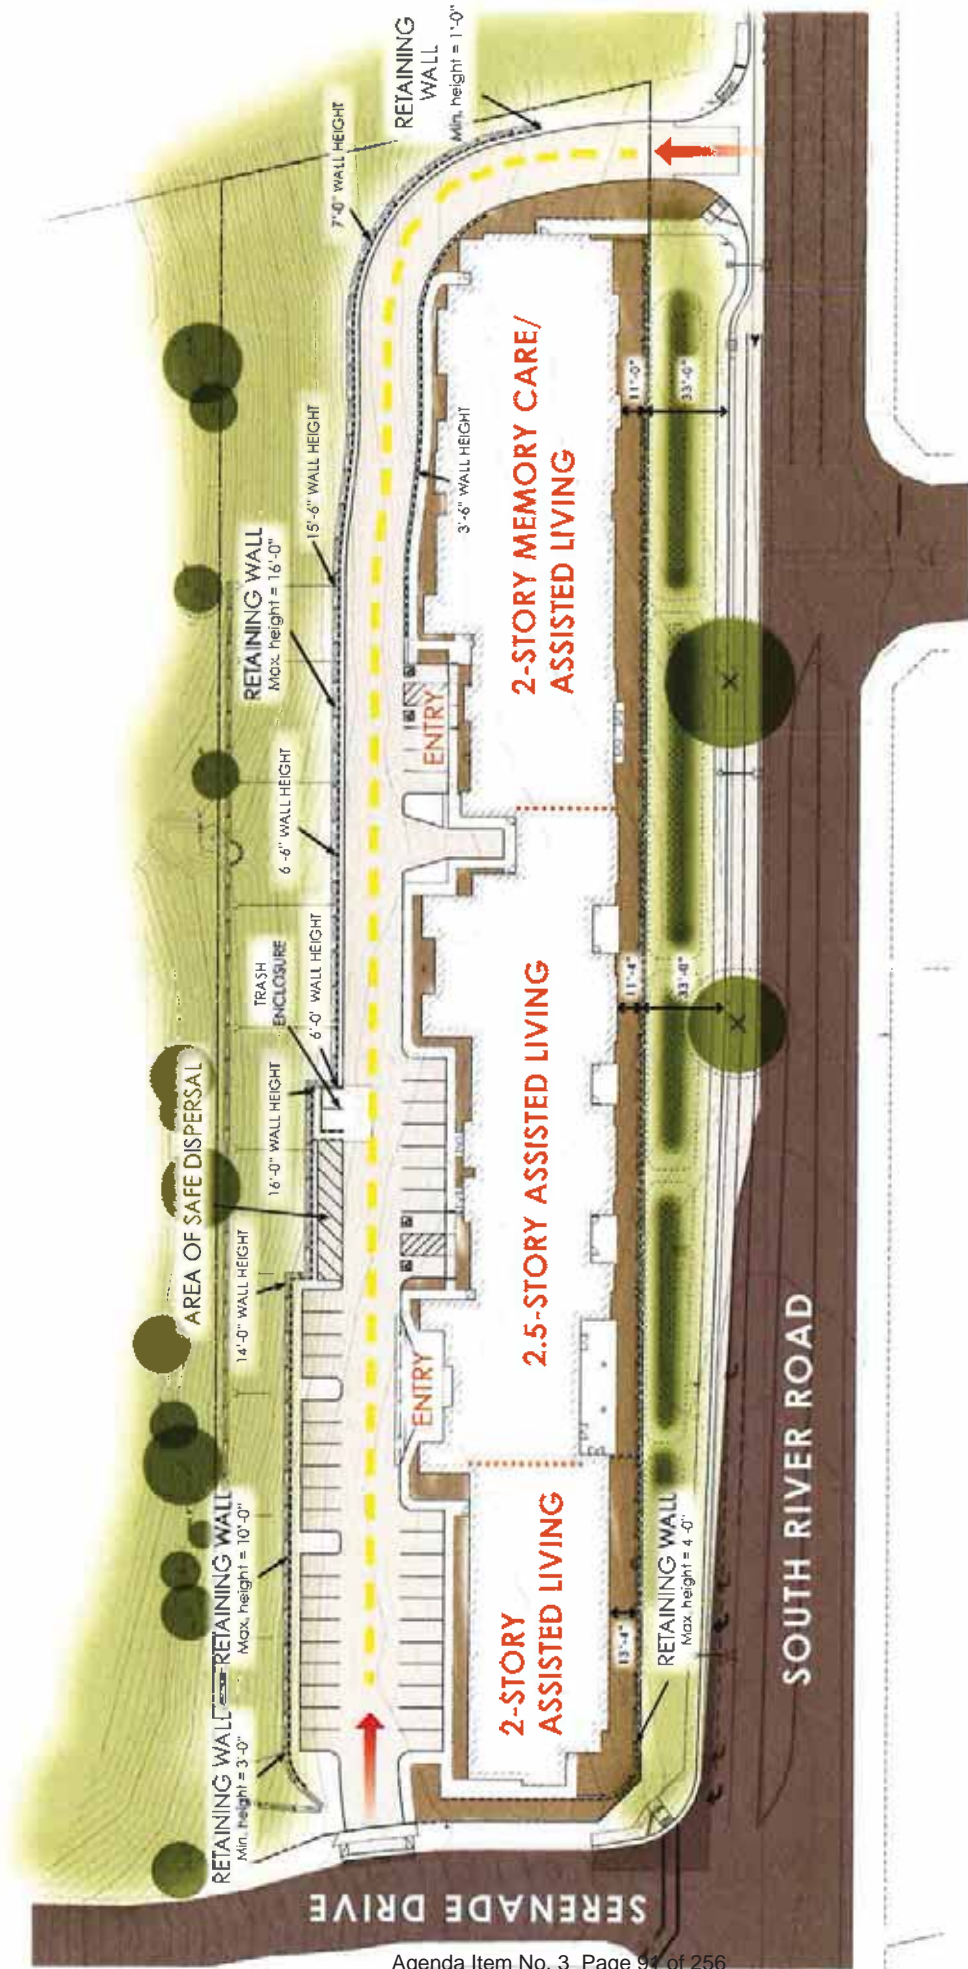 RETAINING
WALL
Min. height = 1'-0"
7'-0" WALL HEIGHT
15'-6" WALL HEIGHT
RETAINING WALL
Max. height = 16'-0"
3'-6" WALL HEIGHT
6'-6" WALL HEIGHT
TRASH
ENCLOSURE
6'-0" WALL HEIGHT
16'-0" WALL HEIGHT
AREA OF SAFE DISPERSAL
14'-0" WALL HEIGHT
RETAINING WALL
Max. height = 10'-0"
RETAINING WALL
Min. height = 3'-0"
ENTRY
ENTRY
2-STORY MEMORY CARE/
ASSISTED LIVING
2.5-STORY ASSISTED LIVING
2-STORY
ASSISTED LIVING
11'-0"
33'-0"
11'-4"
33'-0"
13'-4"
RETAINING WALL
Max. height = 4'-0"
SOUTH RIVER ROAD
SERENADE DRIVE
Agenda Item No. 3 Page 91 of 256